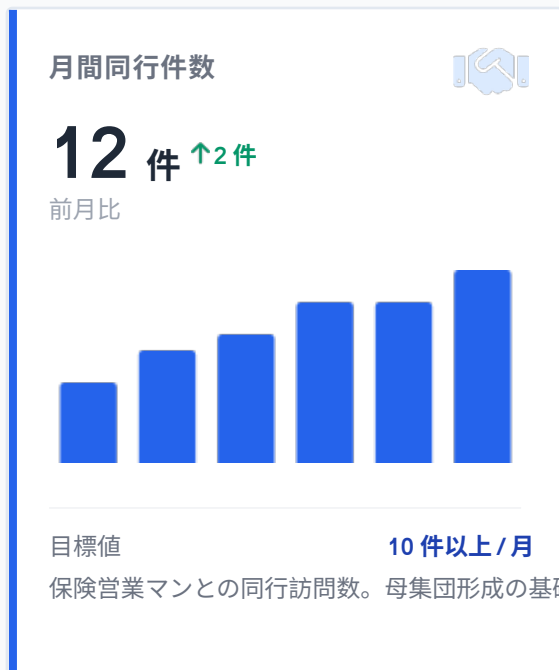 月間同行件数
12 件 ↑2 件
前月比
目標値 10 件以上 / 月
保険営業マンとの同行訪問数。母集団形成の基